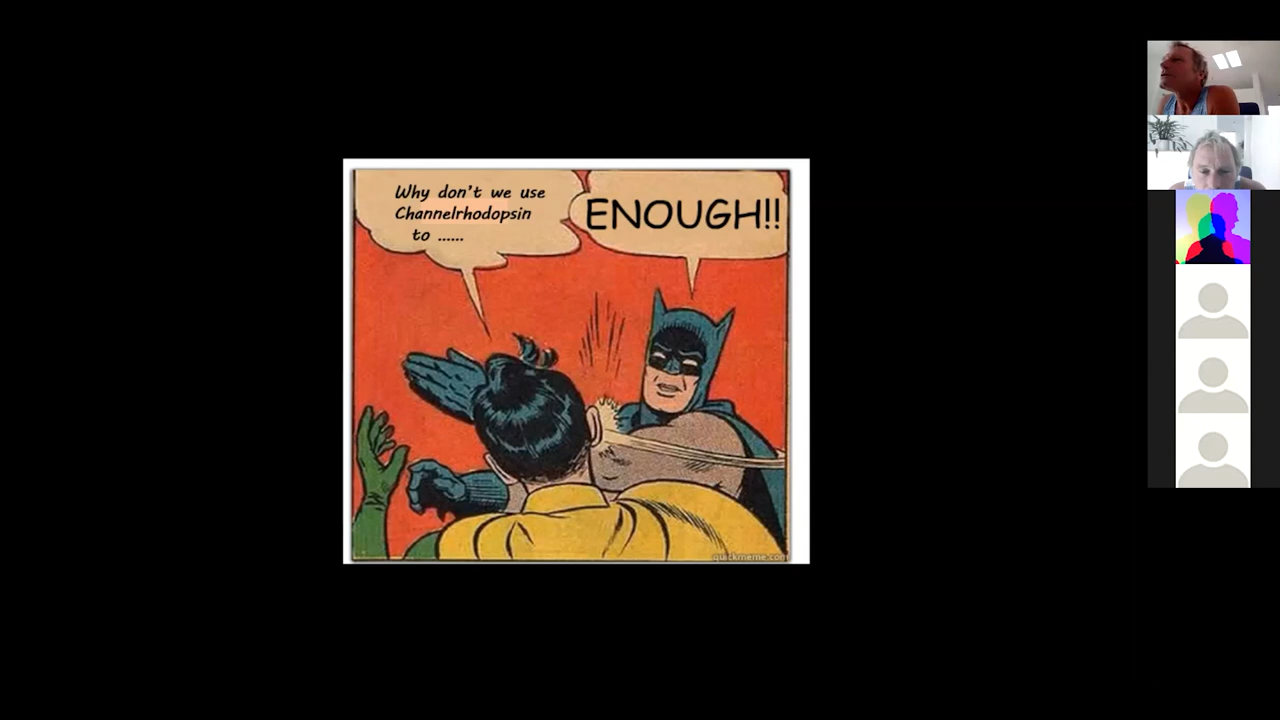 Why don't we use
Channelrhodopsin
to ......
ENOUGH!!
quickmeme.com